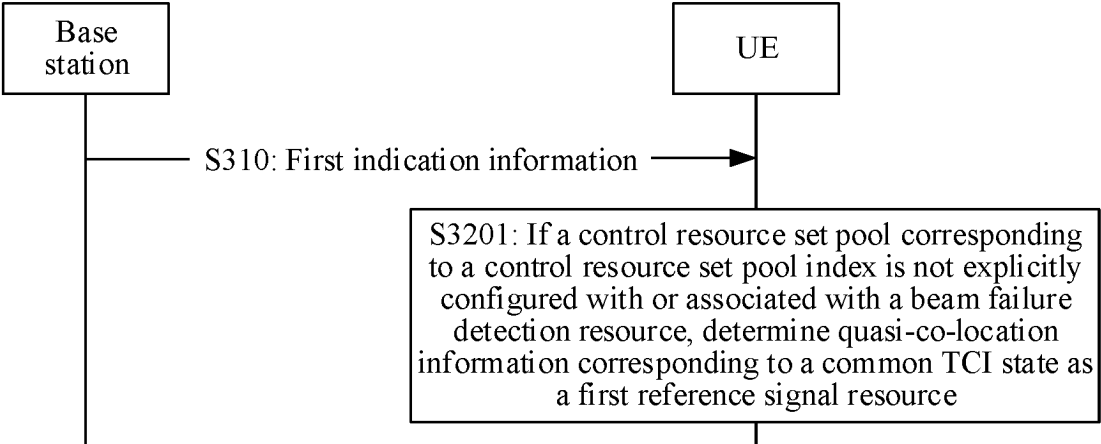 Base
station
UE
S310: First indication information
S3201: If a control resource set pool corresponding
to a control resource set pool index is not explicitly
configured with or associated with a beam failure
detection resource, determine quasi-co-location
information corresponding to a common TCI state as
a first reference signal resource